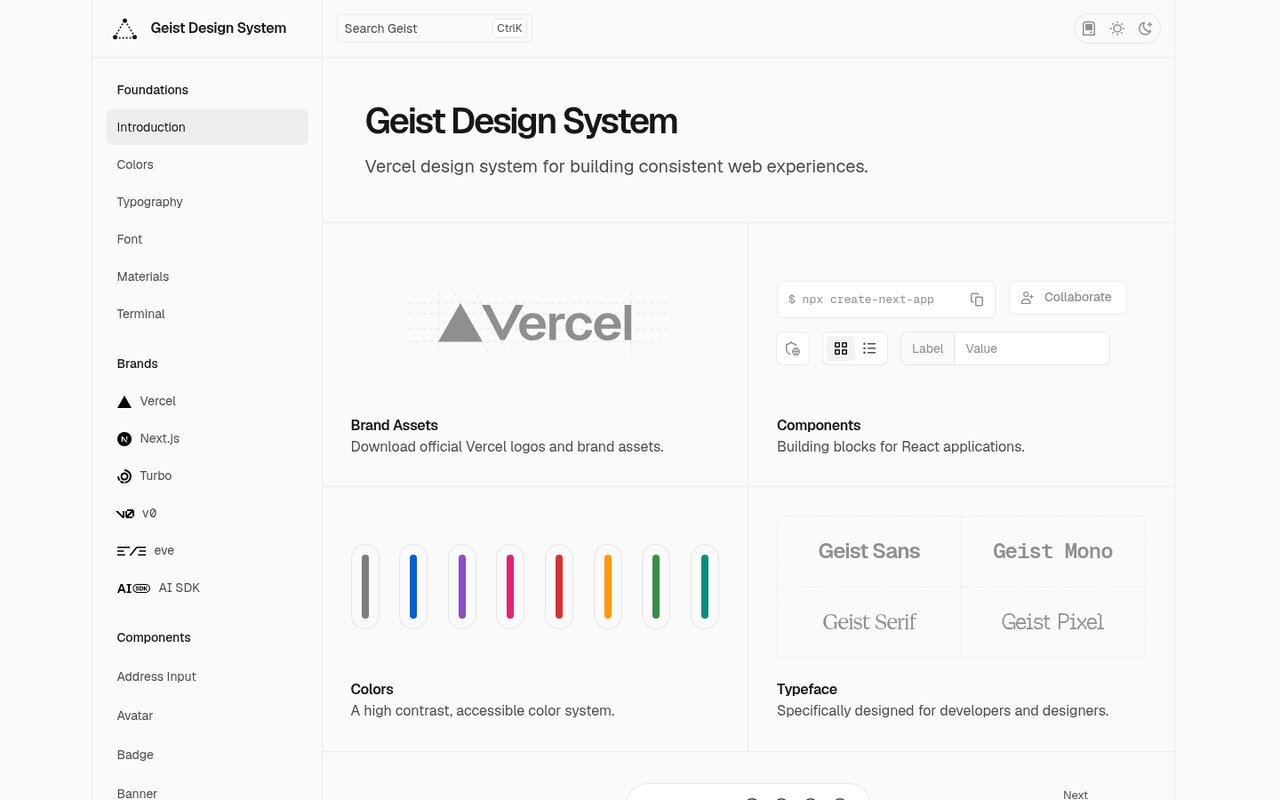 Geist Design System
Search Geist
CtrlK
Foundations
Introduction
Colors
Typography
Font
Materials
Terminal
Brands
Vercel
Next.js
Turbo
v0
eve
AI SDK
AI SDK
Components
Address Input
Avatar
Badge
Banner
Geist Design System
Vercel design system for building consistent web experiences.
Vercel
Brand Assets
Download official Vercel logos and brand assets.
$ npx create-next-app
Collaborate
Label
Value
Components
Building blocks for React applications.
Colors
A high contrast, accessible color system.
Geist Sans
Geist Mono
Geist Serif
Geist Pixel
Typeface
Specifically designed for developers and designers.
Next